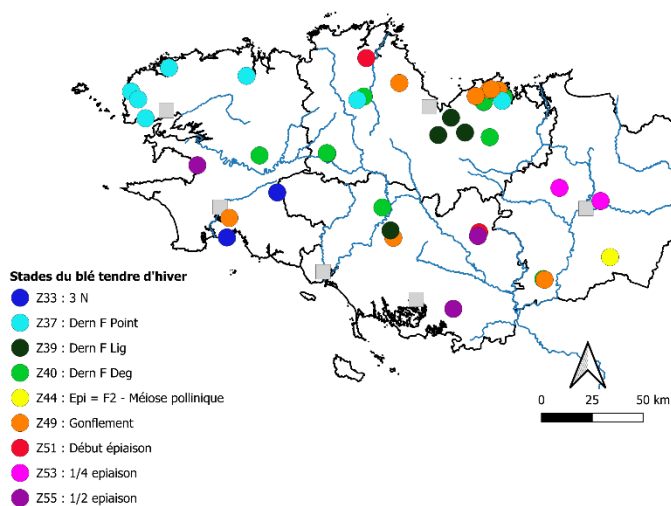 Stades du blé tendre d'hiver
Z33 : 3 N
Z37 : Dern F Point
Z39 : Dern F Lig
Z40 : Dern F Deg
Z44 : Epi = F2 - Méiose pollinique
Z49 : Gonflement
Z51 : Début épiaison
Z53 : 1/4 epiaison
Z55 : 1/2 epiaison
0 25 50 km